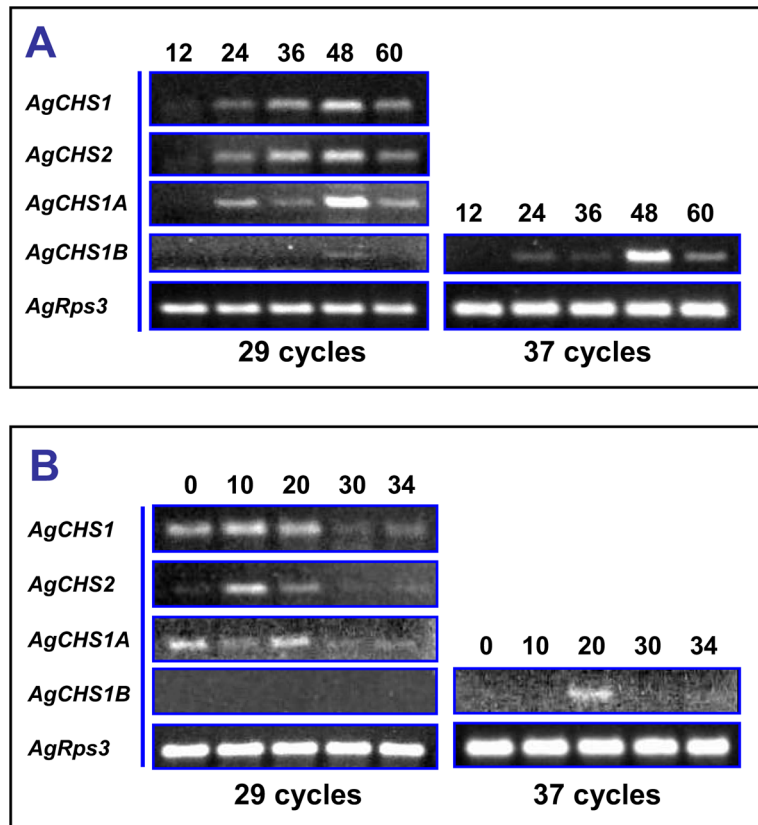 A
12 24 36 48 60
AgCHS1
AgCHS2
AgCHS1A
12 24 36 48 60
AgCHS1B
AgRps3
29 cycles 37 cycles
B
0 10 20 30 34
AgCHS1
AgCHS2
AgCHS1A
0 10 20 30 34
AgCHS1B
AgRps3
29 cycles 37 cycles